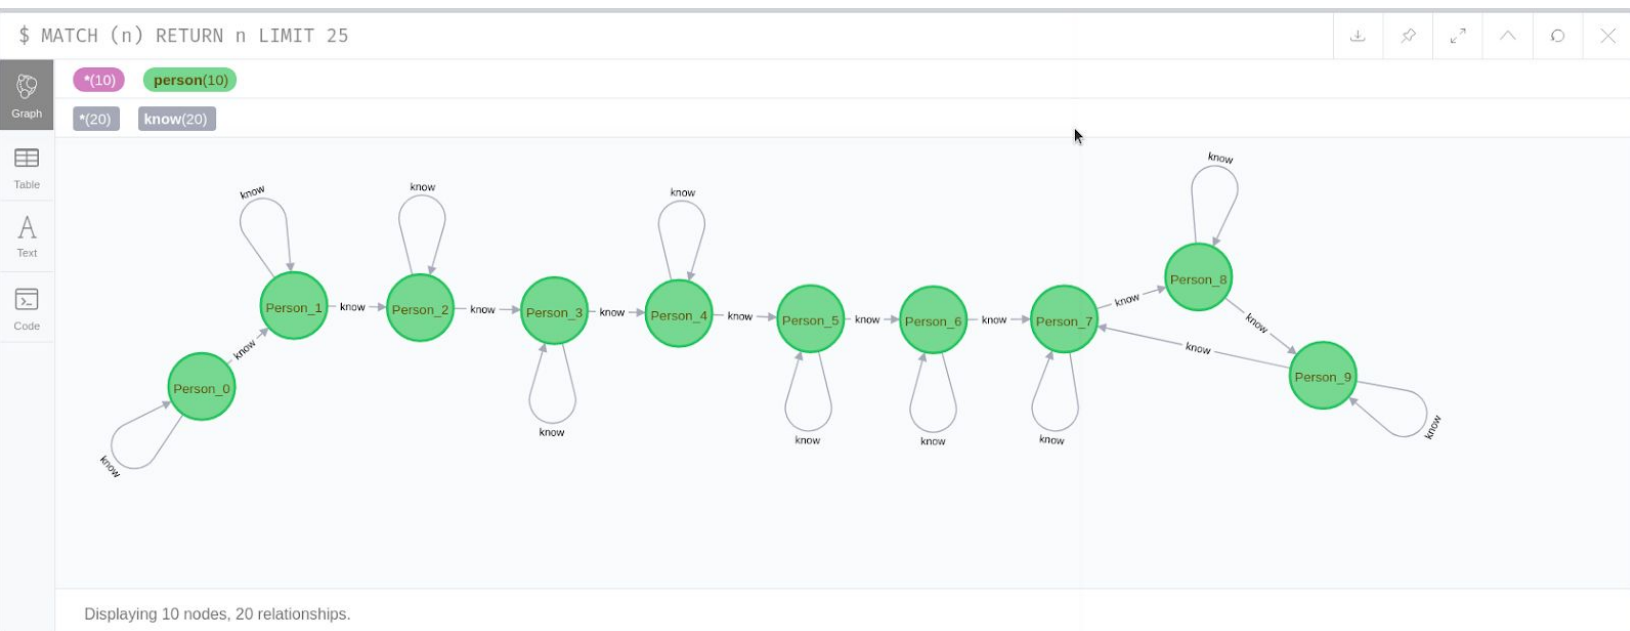 $ MATCH (n) RETURN n LIMIT 25
*(10) person(10)
Graph
*(20) know(20)
Table
Text
Code
know
know
know
know
Person_8
Person_1 know Person_2 know Person_3 know Person_4 know Person_5 know Person_6 know Person_7 know
know
know
know
Person_0
Person_9
know
know
know
know
know
know
know
Displaying 10 nodes, 20 relationships.